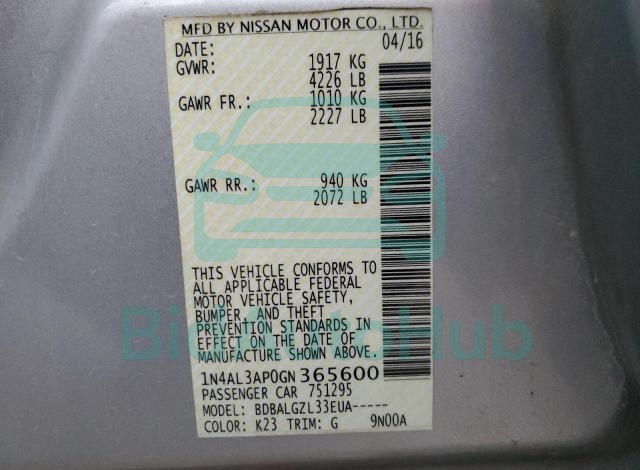 MFD BY NISSAN MOTOR CO., LTD.
DATE: 04/16
GVWR: 1917 KG
4226 LB
GAWR FR.: 1010 KG
2227 LB
GAWR RR.: 940 KG
2072 LB
THIS VEHICLE CONFORMS TO
ALL APPLICABLE FEDERAL
MOTOR VEHICLE SAFETY,
BUMPER, AND THEFT
PREVENTION STANDARDS IN
EFFECT ON THE DATE OF
MANUFACTURE SHOWN ABOVE.
BidAutoHub
1N4AL3AP0GN365600
PASSENGER CAR 751295
MODEL: BDBALGZL33EUA-----
COLOR: K23 TRIM: G 9N00A